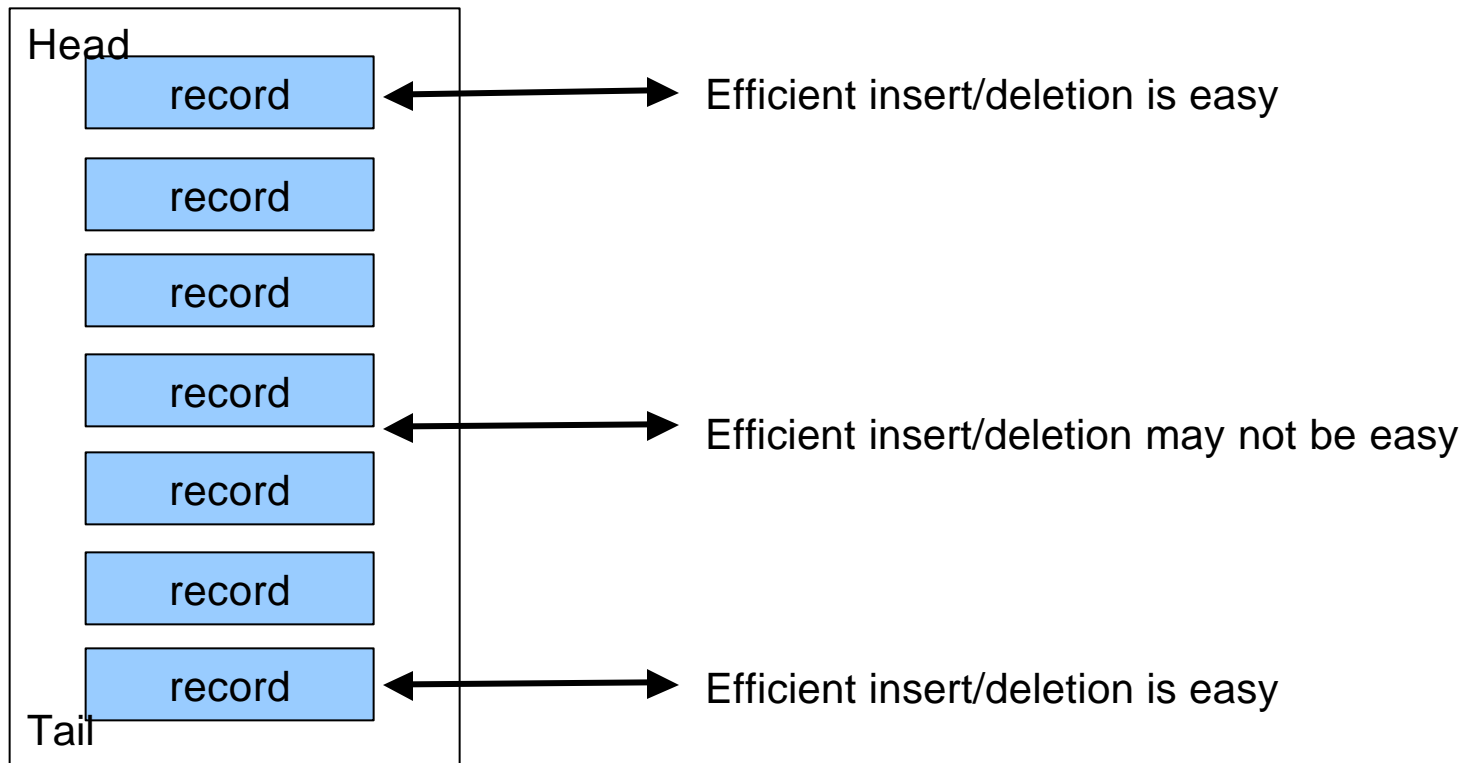 Head
record
Efficient insert/deletion is easy
record
record
record
Efficient insert/deletion may not be easy
record
record
record
Efficient insert/deletion is easy
Tail